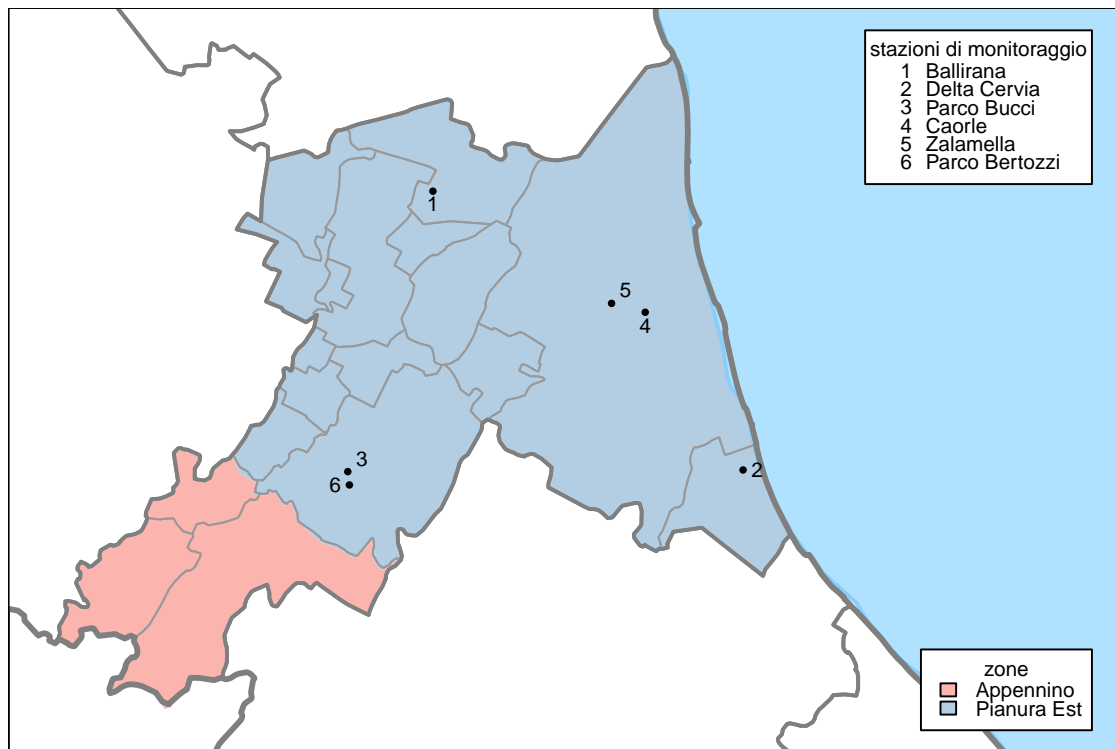 stazioni di monitoraggio
1 Ballirana
2 Delta Cervia
3 Parco Bucci
4 Caorle
5 Zalamella
6 Parco Bertozzi
1
5
4
3
6
2
zone
Appennino
Pianura Est